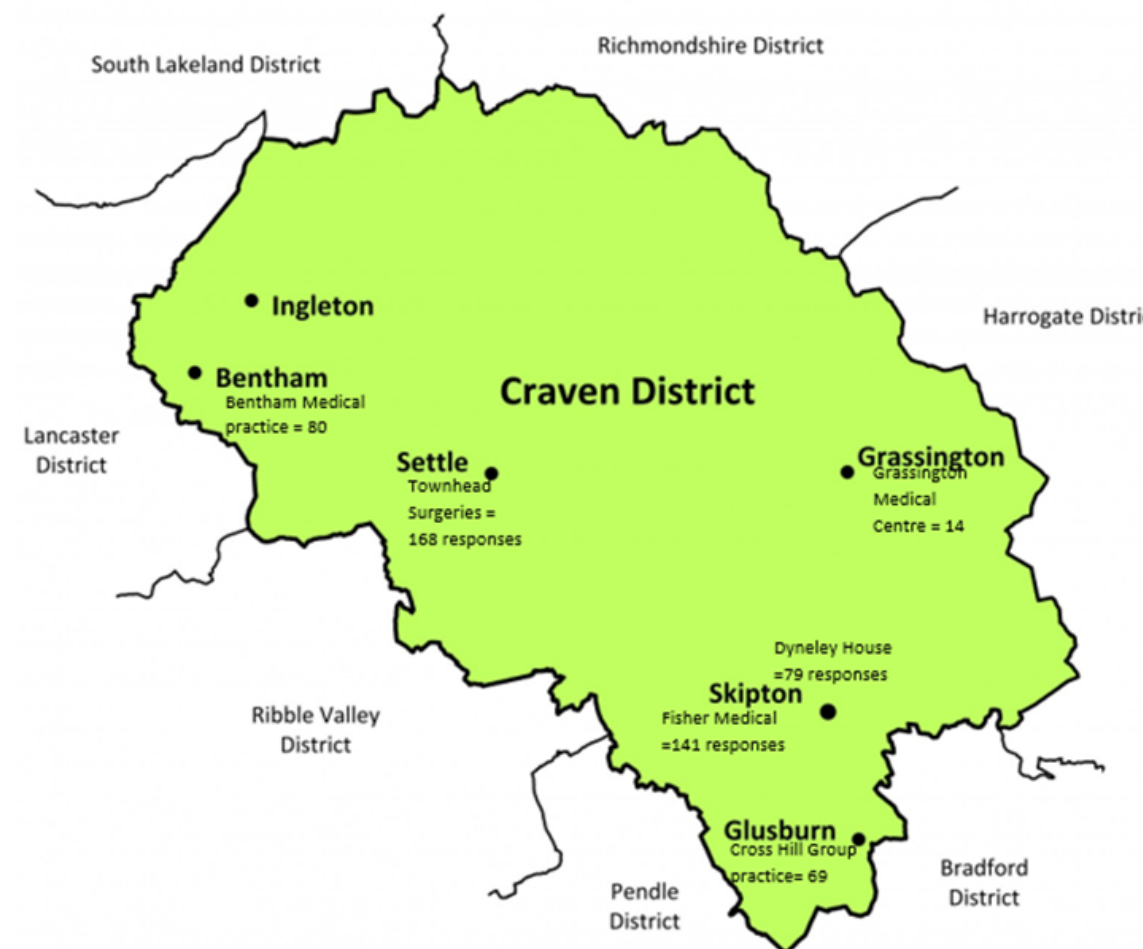 Richmondshire District
South Lakeland District
Ingleton
Harrogate Distri
Bentham
Bentham Medical
practice = 80
Craven District
Lancaster
District
Settle
Townhead
Surgeries =
168 responses
Grassington
Grassington
Medical
Centre = 14
Dyneley House
=79 responses
Skipton
Fisher Medical
=141 responses
Ribble Valley
District
Glusburn
Cross Hill Group
practice= 69
Pendle
District
Bradford
District